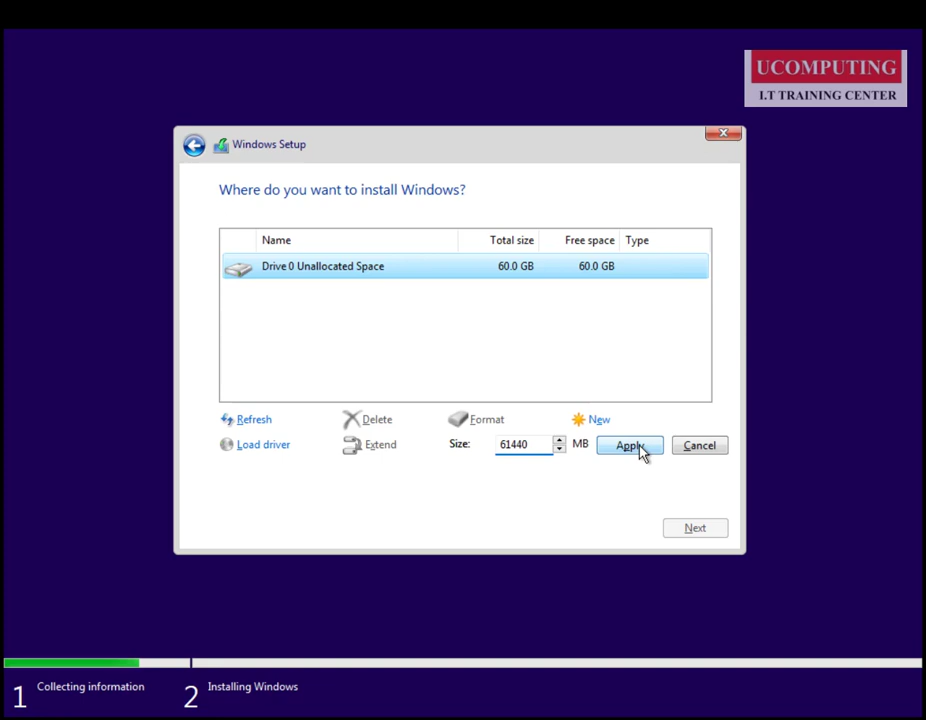 UCOMPUTING
I.T TRAINING CENTER
Windows Setup
Where do you want to install Windows?
Name Total size Free space Type
Drive 0 Unallocated Space 60.0 GB 60.0 GB
Refresh Delete Format New
Load driver Extend Size: 61440 MB Apply Cancel
Next
1 Collecting information 2 Installing Windows